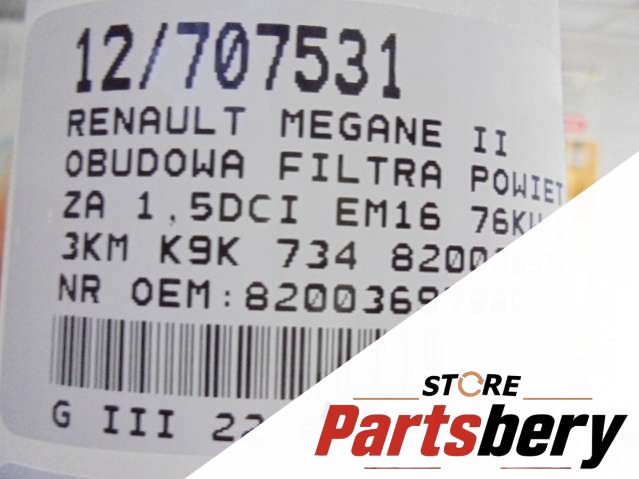 12/707531
RENAULT MEGANE II
OBUDOWA FILTRA POWIET
ZA 1,5DCI EM16
3KM K9K 734
NR OEM:
G III
STORE
Partsbery